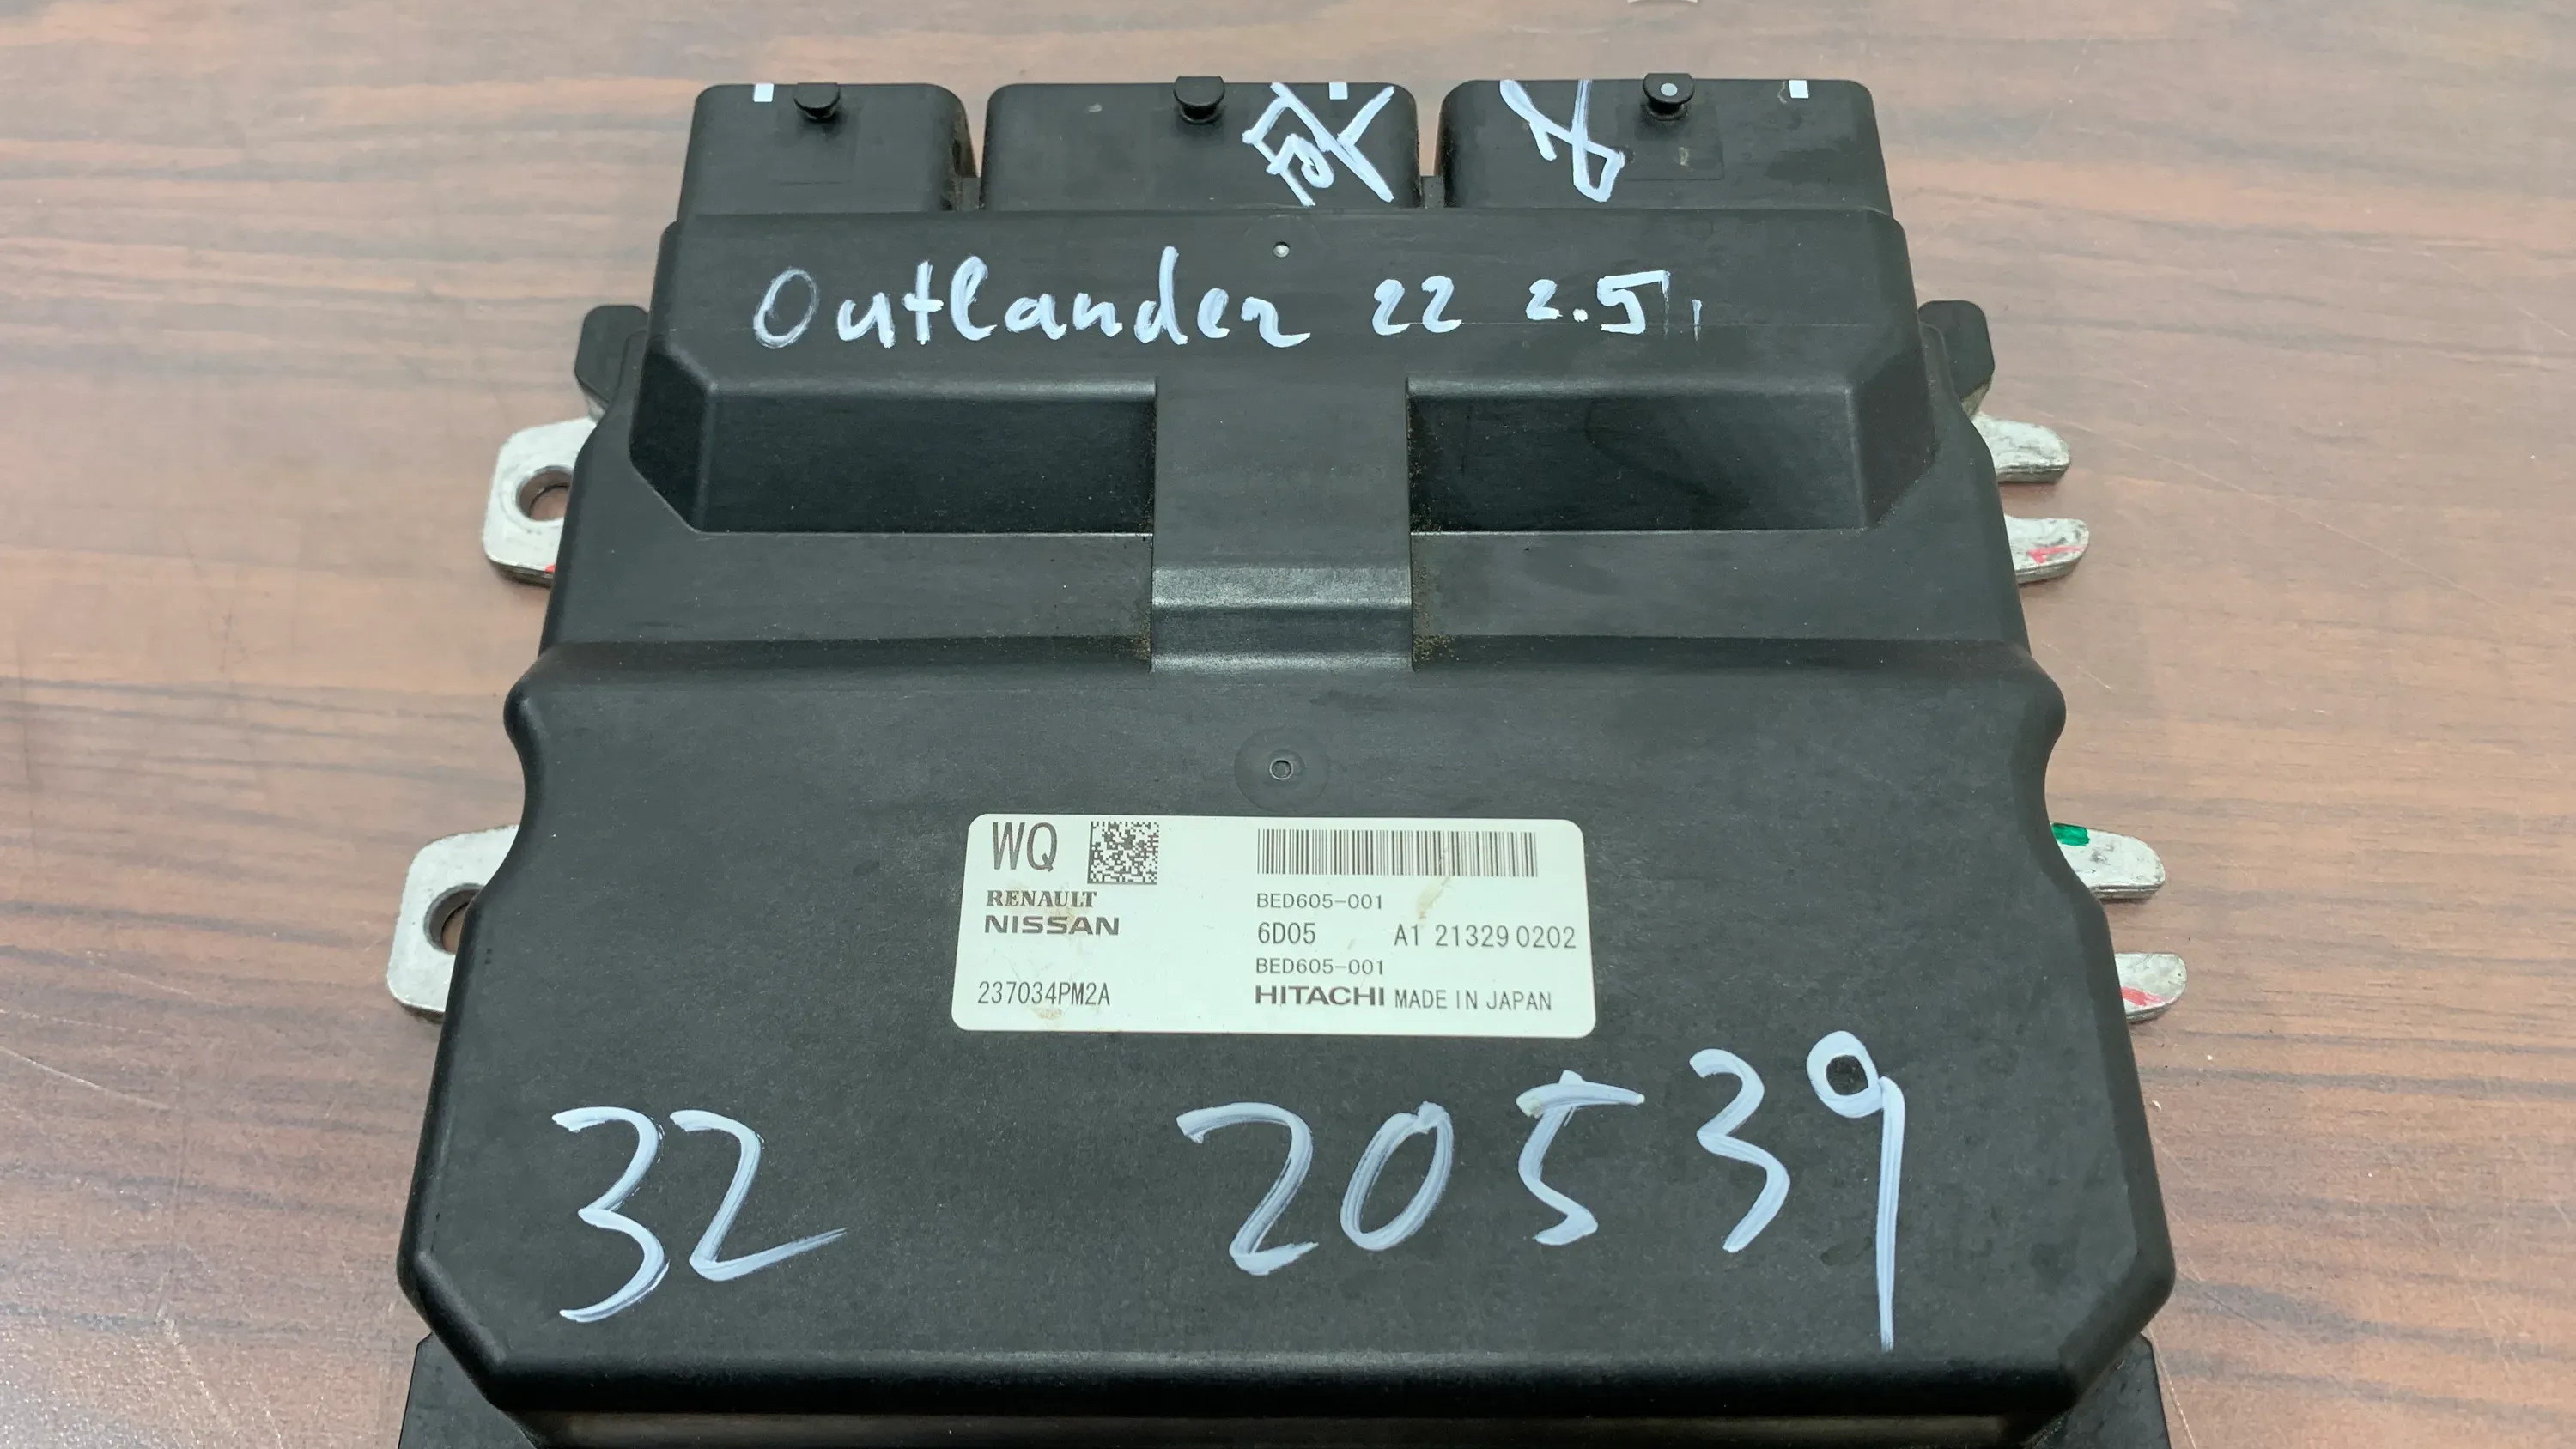 Outlander 22 2.5i
WQ
RENAULT
NISSAN
237034PM2A
BED605-001
6D05 A1 21329 0202
BED605-001
HITACHI MADE IN JAPAN
32 20539